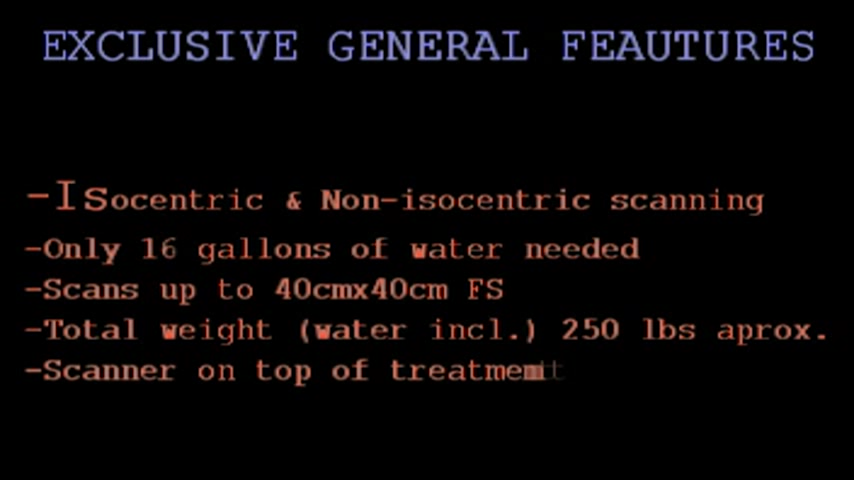 EXCLUSIVE GENERAL FEAUTURES
-ISocentric & Non-isocentric scanning
-Only 16 gallons of water needed
-Scans up to 40cmx40cm FS
-Total weight (water incl.) 250 lbs aprox.
-Scanner on top of treatment